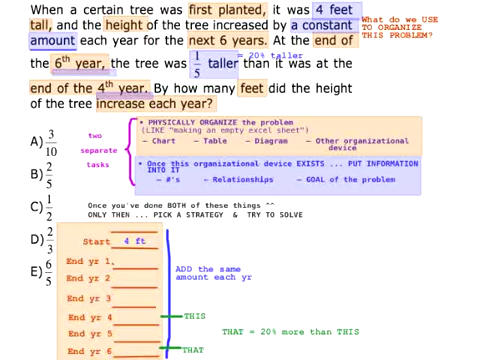 When a certain tree was first planted, it was 4 feet
tall, and the height of the tree increased by a constant
amount each year for the next 6 years. At the end of
the 6th year, the tree was 1/5 taller than it was at the
= 20% taller
end of the 4th year. By how many feet did the height
of the tree increase each year?
What do we USE
TO ORGANIZE
THIS PROBLEM?
A) 3/10
B) 2/5
C) 1/2
D) 2/3
E) 6/5
two
separate
tasks
• PHYSICALLY ORGANIZE the problem
(LIKE "making an empty excel sheet")
– Chart – Table – Diagram – Other organizational
device
• Once this organizational device EXISTS ... PUT INFORMATION
INTO IT
– #'s – Relationships – GOAL of the problem
Once you've done BOTH of these things ^^
ONLY THEN ... PICK A STRATEGY & TRY TO SOLVE
Start 4 ft
End yr 1
End yr 2
End yr 3
End yr 4
End yr 5
End yr 6
ADD the same
amount each yr
THIS
THAT
THAT = 20% more than THIS